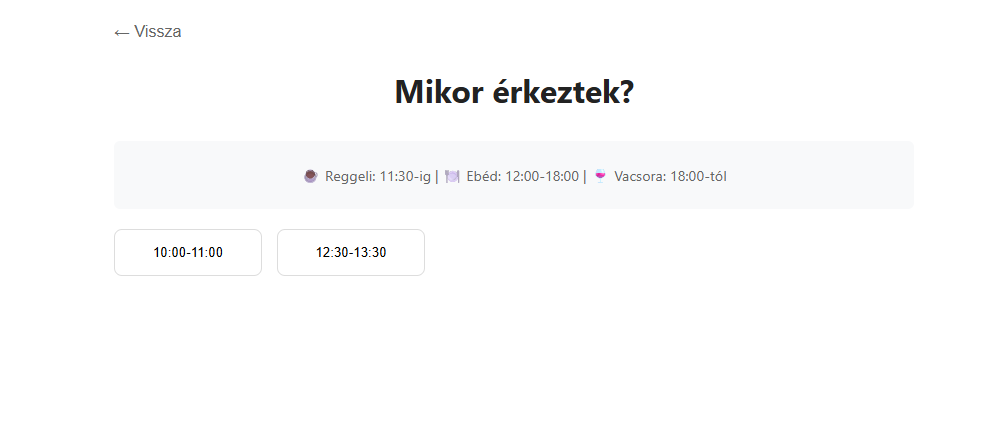 ← Vissza
Mikor érkeztek?
☕ Reggeli: 11:30-ig | 🍽️ Ebéd: 12:00-18:00 | 🍷 Vacsora: 18:00-tól
10:00-11:00 12:30-13:30